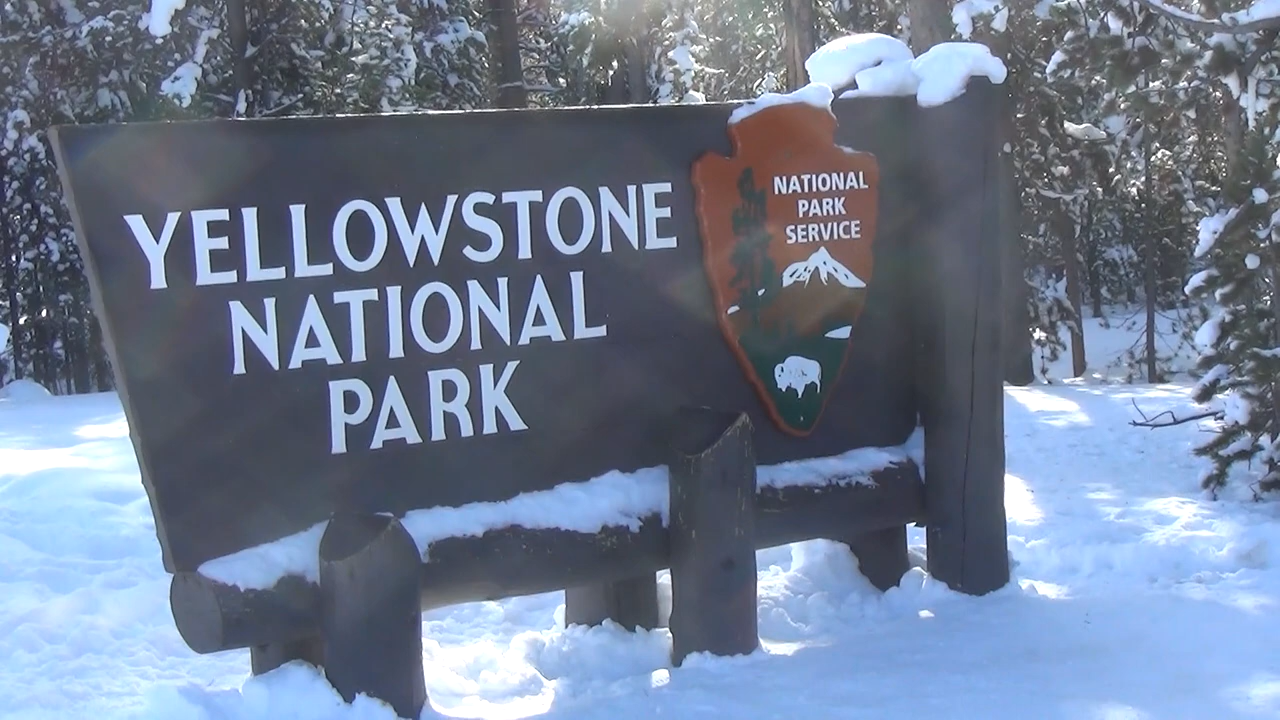 YELLOWSTONE
NATIONAL
PARK
NATIONAL
PARK
SERVICE